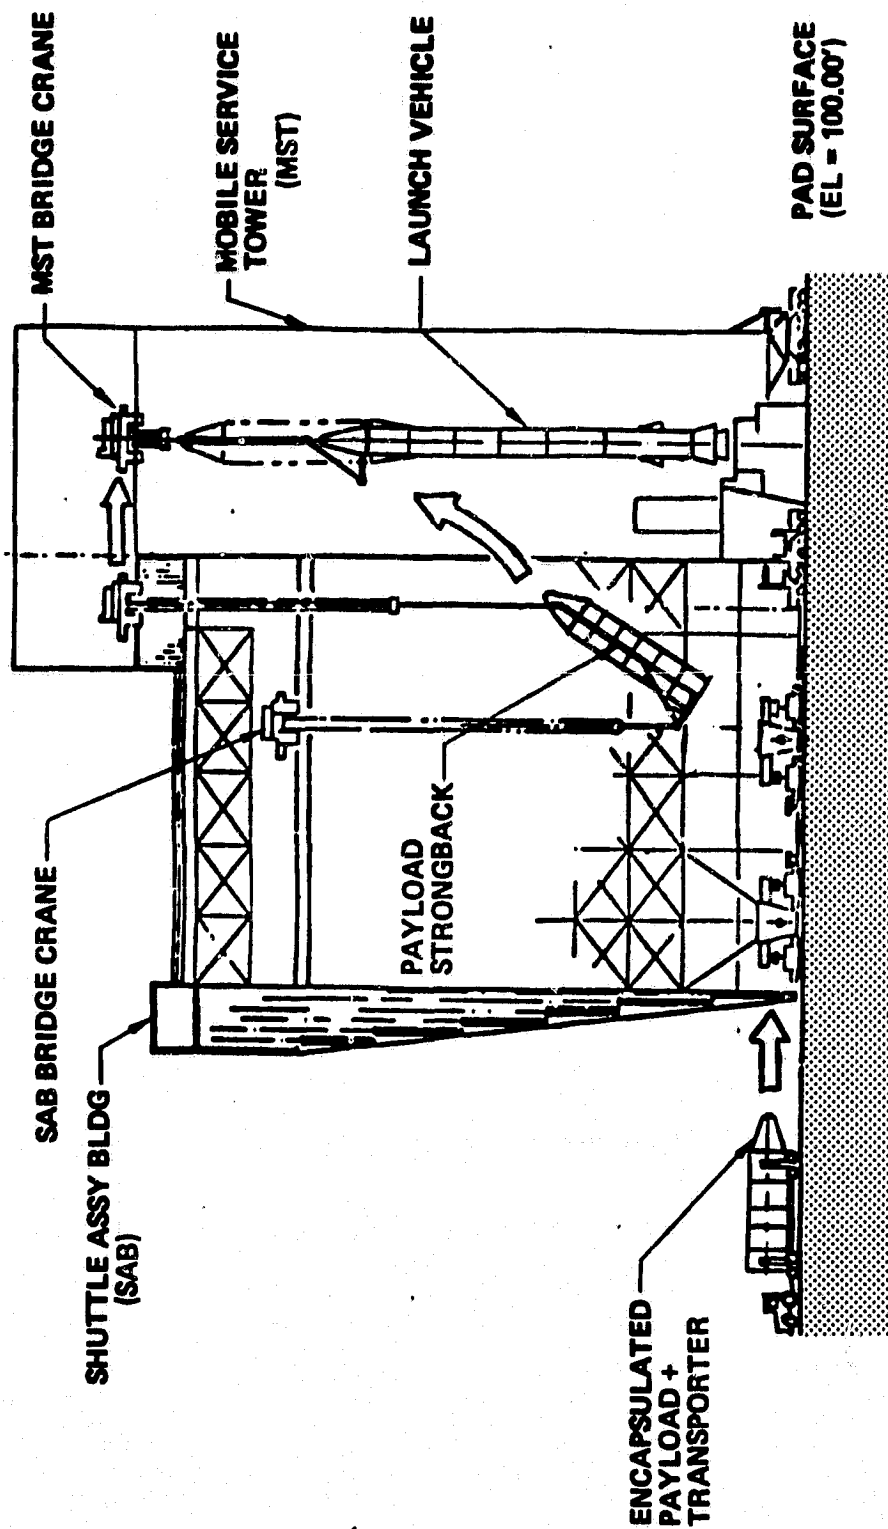 MST BRIDGE CRANE
MOBILE SERVICE
TOWER
(MST)
LAUNCH VEHICLE
PAD SURFACE
(EL = 100.00')
SAB BRIDGE CRANE
SHUTTLE ASSY BLDG
(SAB)
PAYLOAD
STRONGBACK
ENCAPSULATED
PAYLOAD +
TRANSPORTER